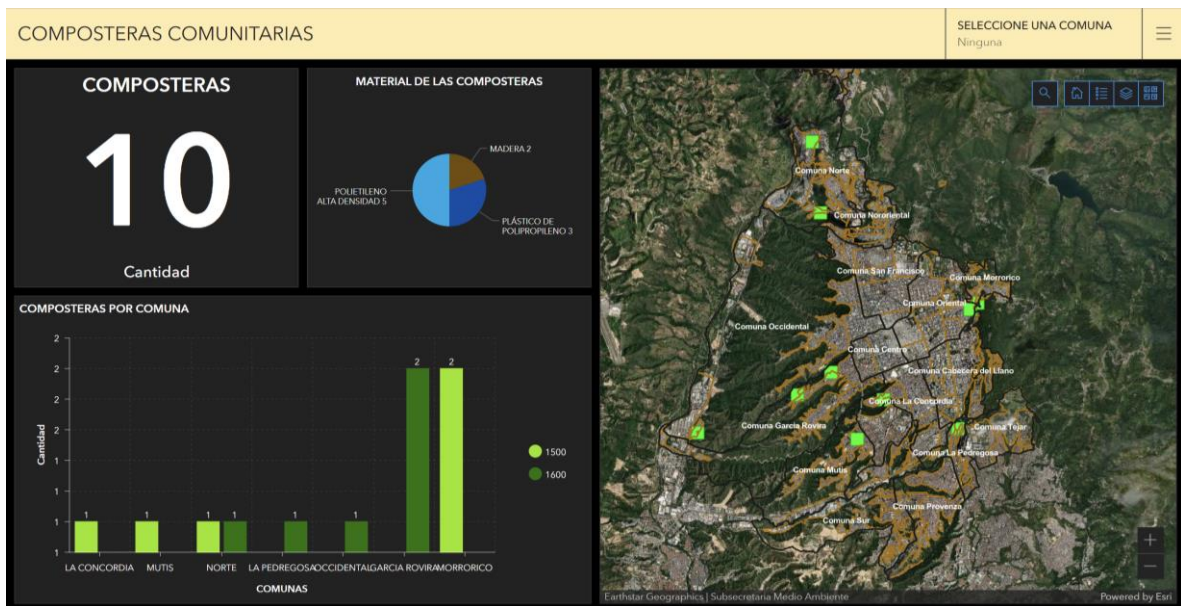 COMPOSTERAS COMUNITARIAS
SELECCIONE UNA COMUNA
Ninguna
COMPOSTERAS
10
Cantidad
MATERIAL DE LAS COMPOSTERAS
MADERA 2
POLIETILENO
ALTA DENSIDAD 5
PLÁSTICO DE
POLIPROPILENO 3
COMPOSTERAS POR COMUNA
Cantidad
2
2
2
2
1
1
1
1
1
1
1
1
1
1
2
2
LA CONCORDIA
MUTIS
NORTE
LA PEDREGOSA
OCCIDENTAL
GARCIA ROVIRA
MORRORICO
COMUNAS
1500
1600
Comuna Norte
Comuna Nororiental
Comuna San Francisco
Comuna Morrorico
Comuna Oriental
Comuna Occidental
Comuna Centro
Comuna Cabecera del Llano
Comuna La Concordia
Comuna García Rovira
Comuna Tejar
Comuna La Pedregosa
Comuna Mutis
Comuna Provenza
Comuna Sur
Earthstar Geographics | Subsecretaria Medio Ambiente
Powered by Esri